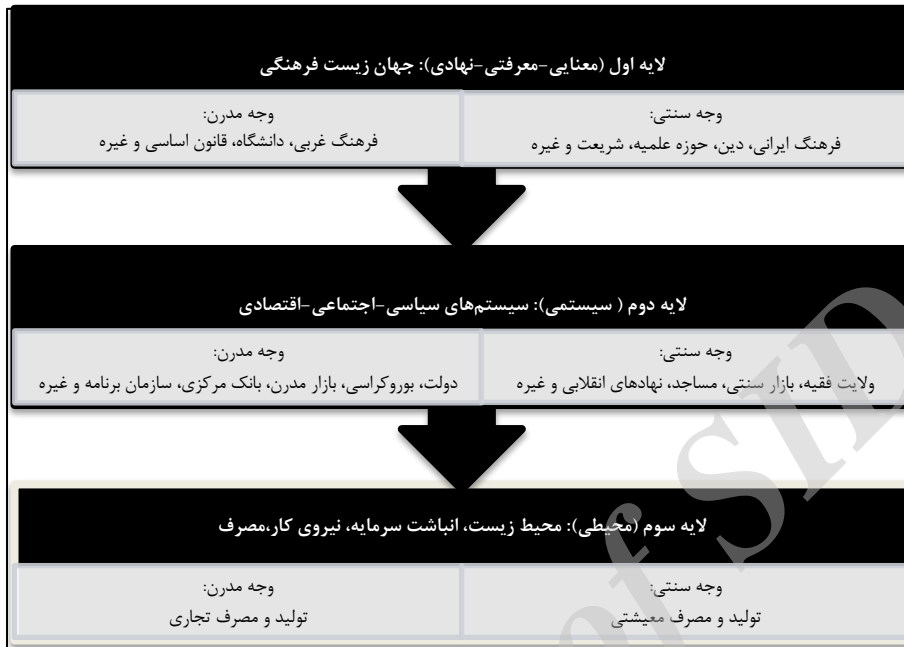 لایه اول (معنایی-معرفتی-نهادی): جهان زیست فرهنگی
وجه سنتی:
فرهنگ ایرانی، دین، حوزه علمیه، شریعت و غیره
وجه مدرن:
فرهنگ غربی، دانشگاه، قانون اساسی و غیره
لایه دوم ( سیستمی): سیستم‌های سیاسی-اجتماعی-اقتصادی
وجه سنتی:
ولایت فقیه، بازار سنتی، مساجد، نهادهای انقلابی و غیره
وجه مدرن:
دولت، بوروکراسی، بازار مدرن، بانک مرکزی، سازمان برنامه و غیره
لایه سوم (محیطی): محیط زیست، انباشت سرمایه، نیروی کار،مصرف
وجه سنتی:
تولید و مصرف معیشتی
وجه مدرن:
تولید و مصرف تجاری
of SID